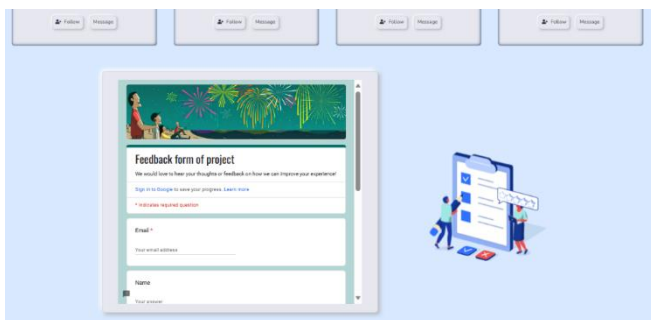 Follow Message Follow Message Follow Message Follow Message
Feedback form of project
We would love to hear your thoughts or feedback on how we can improve your experience!
Sign in to Google to save your progress. Learn more
* Indicates required question
Email *
Your email address
Name
Your answer